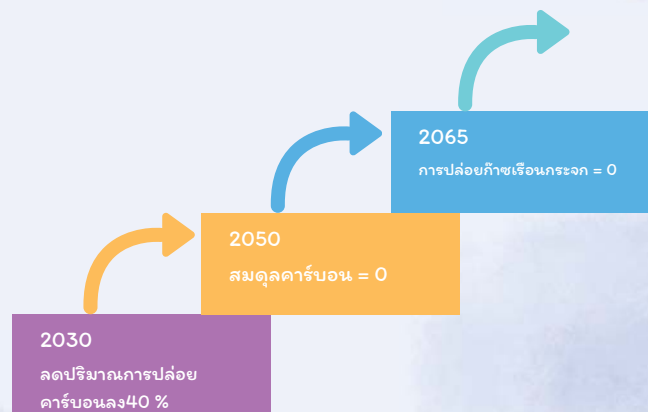 2065
การปล่อยก๊าซเรือนกระจก = 0
2050
สมดุลคาร์บอน = 0
2030
ลดปริมาณการปล่อย
คาร์บอนลง40 %